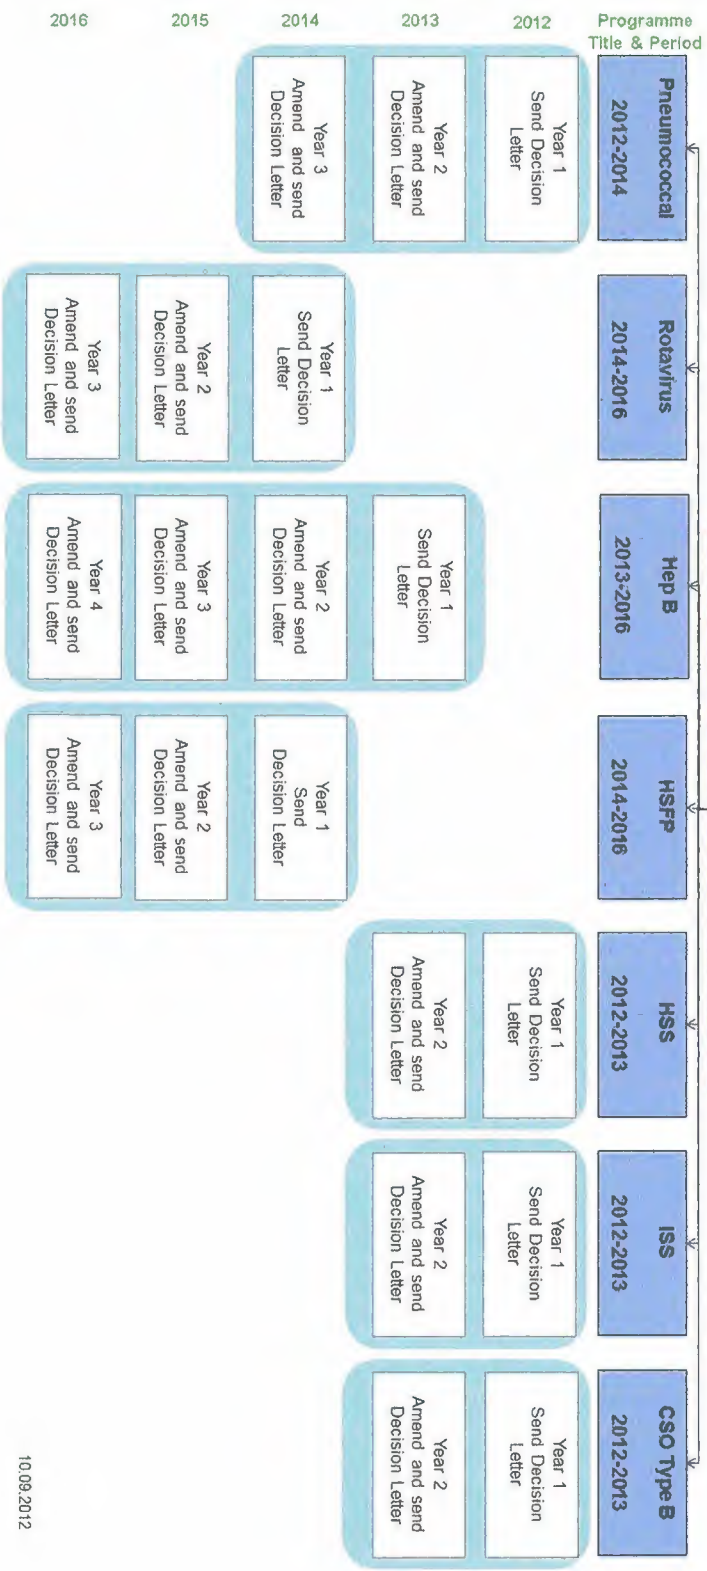 Programme
Title & Period
2012
2013
2014
2015
2016
Pneumococcal
2012-2014
Year 1
Send Decision
Letter
Year 2
Amend and send
Decision Letter
Year 3
Amend and send
Decision Letter
Rotavirus
2014-2016
Year 1
Send Decision
Letter
Year 2
Amend and send
Decision Letter
Year 3
Amend and send
Decision Letter
Hep B
2013-2016
Year 1
Send Decision
Letter
Year 2
Amend and send
Decision Letter
Year 3
Amend and send
Decision Letter
Year 4
Amend and send
Decision Letter
HSFP
2014-2016
Year 1
Send
Decision Letter
Year 2
Amend and send
Decision Letter
Year 3
Amend and send
Decision Letter
HSS
2012-2013
Year 1
Send Decision
Letter
Year 2
Amend and send
Decision Letter
ISS
2012-2013
Year 1
Send Decision
Letter
Year 2
Amend and send
Decision Letter
CSO Type B
2012-2013
Year 1
Send Decision
Letter
Year 2
Amend and send
Decision Letter
10.09.2012